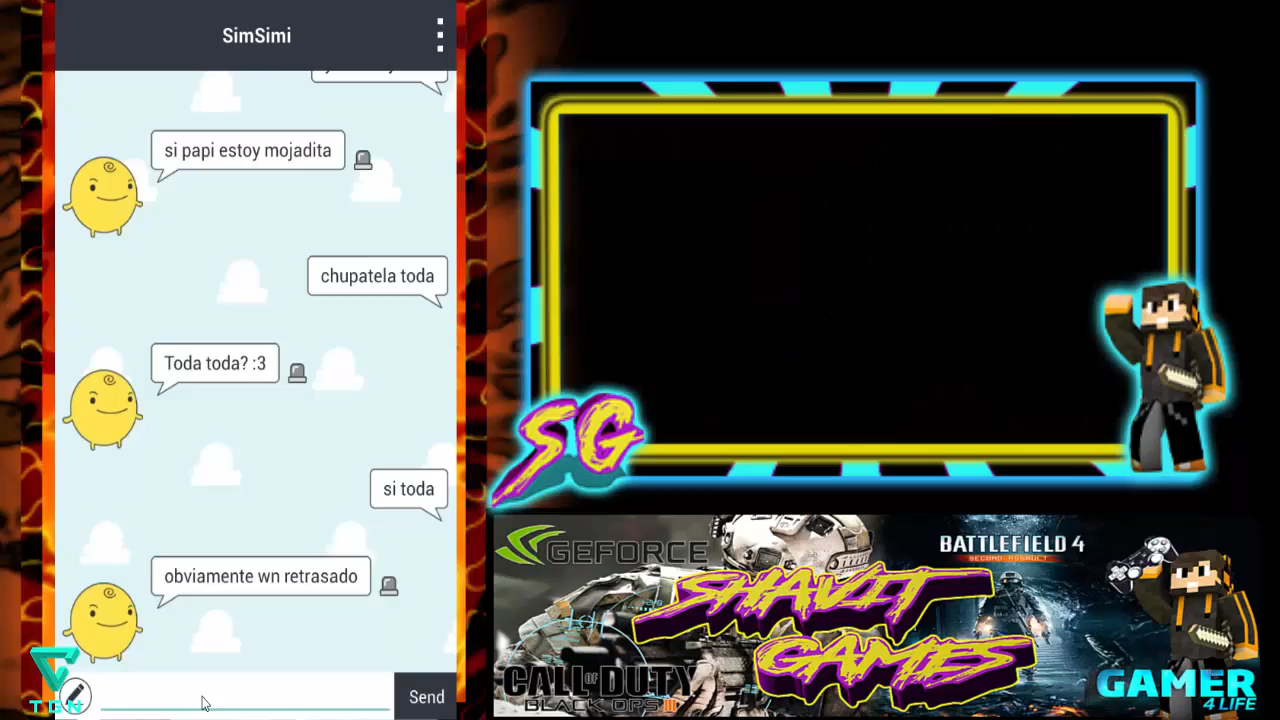 SimSimi
si papi estoy mojadita
chupatela toda
Toda toda? :3
si toda
obviamente wn retrasado
Send
TGN
SG
GEFORCE
BATTLEFIELD 4
SECOND ASSAULT
SHAVIT
GAMES
CALL OF DUTY
BLACK OPS II
GAMER
4 LIFE